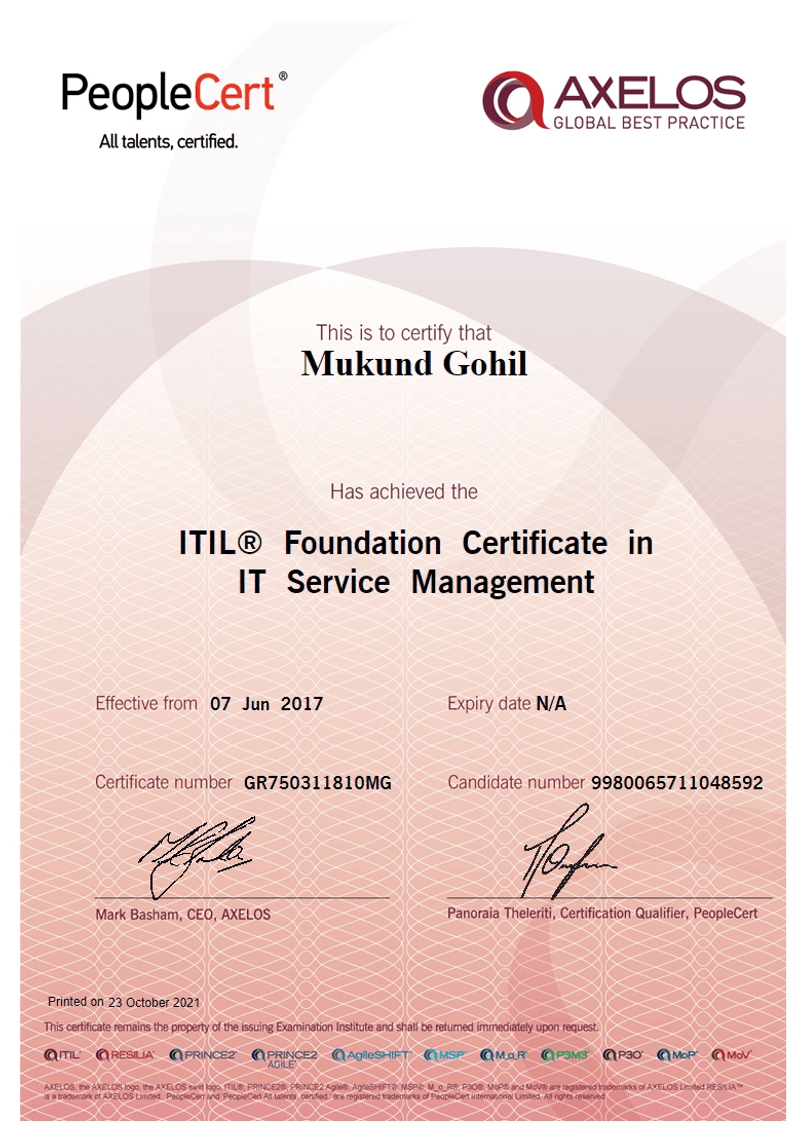 PeopleCert®
All talents, certified.
AXELOS
GLOBAL BEST PRACTICE
This is to certify that
Mukund Gohil
Has achieved the
ITIL® Foundation Certificate in
IT Service Management
Effective from 07 Jun 2017
Expiry date N/A
Certificate number GR750311810MG
Candidate number 9980065711048592
Mark Basham, CEO, AXELOS
Panoraia Theleriti, Certification Qualifier, PeopleCert
Printed on 23 October 2021
This certificate remains the property of the issuing Examination Institute and shall be returned immediately upon request.
ITIL® RESILIA™ PRINCE2® PRINCE2 AGILE® AgileSHIFT® MSP® M_o_R® P3M3® P3O® MoP® MoV®
AXELOS, the AXELOS logo, the AXELOS swirl logo, ITIL®, PRINCE2®, PRINCE2 Agile®, AgileSHIFT®, MSP®, M_o_R®, P3O®, MoP® and MoV® are registered trademarks of AXELOS Limited.RESILIA™
is a trademark of AXELOS Limited. PeopleCert and 'PeopleCert All talents, certified.' are registered trademarks of PeopleCert International Limited. All rights reserved.